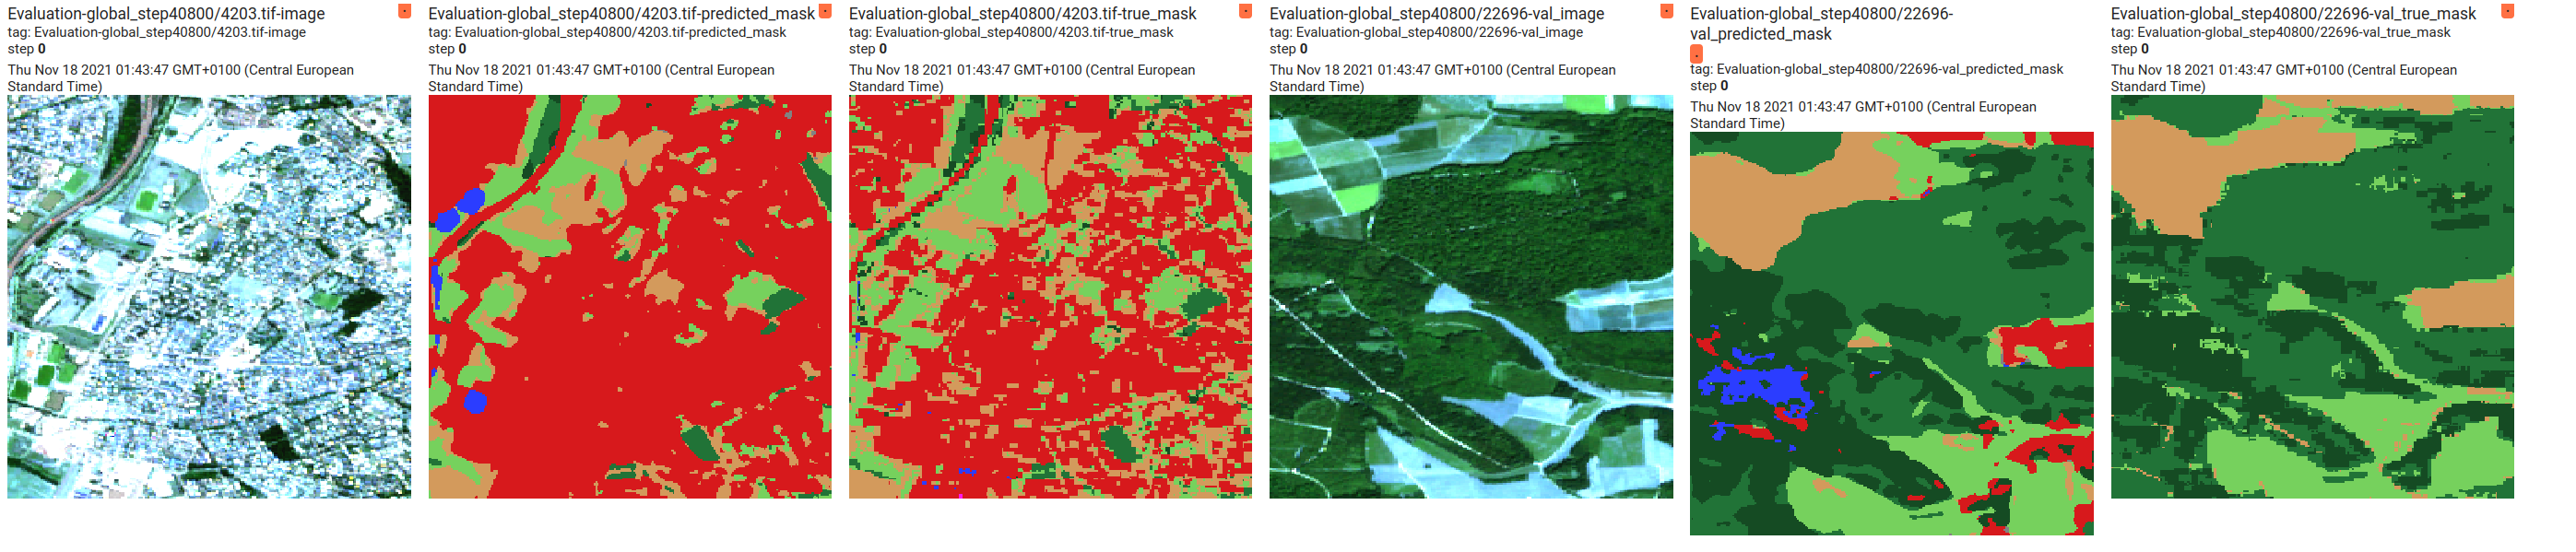 Evaluation-global_step40800/4203.tif-image
tag: Evaluation-global_step40800/4203.tif-image
step 0
Thu Nov 18 2021 01:43:47 GMT+0100 (Central European
Standard Time)
Evaluation-global_step40800/4203.tif-predicted_mask
tag: Evaluation-global_step40800/4203.tif-predicted_mask
step 0
Thu Nov 18 2021 01:43:47 GMT+0100 (Central European
Standard Time)
Evaluation-global_step40800/4203.tif-true_mask
tag: Evaluation-global_step40800/4203.tif-true_mask
step 0
Thu Nov 18 2021 01:43:47 GMT+0100 (Central European
Standard Time)
Evaluation-global_step40800/22696-val_image
tag: Evaluation-global_step40800/22696-val_image
step 0
Thu Nov 18 2021 01:43:47 GMT+0100 (Central European
Standard Time)
Evaluation-global_step40800/22696-
val_predicted_mask
tag: Evaluation-global_step40800/22696-val_predicted_mask
step 0
Thu Nov 18 2021 01:43:47 GMT+0100 (Central European
Standard Time)
Evaluation-global_step40800/22696-val_true_mask
tag: Evaluation-global_step40800/22696-val_true_mask
step 0
Thu Nov 18 2021 01:43:47 GMT+0100 (Central European
Standard Time)